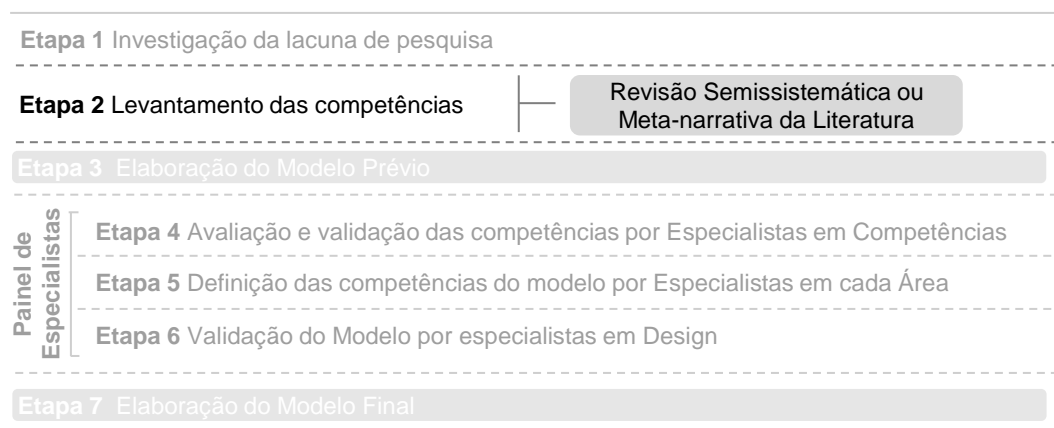 Etapa 1 Investigação da lacuna de pesquisa
Etapa 2 Levantamento das competências
Revisão Semissistemática ou
Meta-narrativa da Literatura
Etapa 3 Elaboração do Modelo Prévio
Painel de
Especialistas
Etapa 4 Avaliação e validação das competências por Especialistas em Competências
Etapa 5 Definição das competências do modelo por Especialistas em cada Área
Etapa 6 Validação do Modelo por especialistas em Design
Etapa 7 Elaboração do Modelo Final